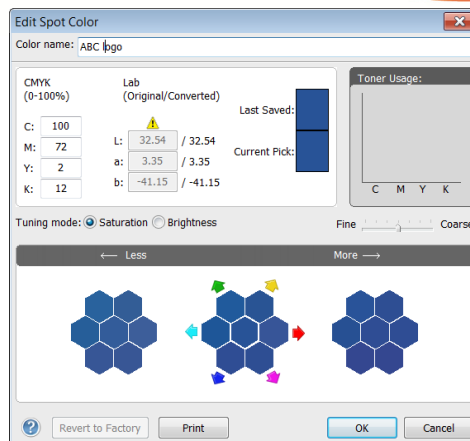 Edit Spot Color
Color name: ABC logo
CMYK
(0-100%)
Lab
(Original/Converted)
C: 100
M: 72
Y: 2
K: 12
L: 32.54 / 32.54
a: 3.35 / 3.35
b: -41.15 / -41.15
Last Saved:
Current Pick:
Toner Usage:
C M Y K
Tuning mode: Saturation Brightness
Fine Coarse
← Less More →
? Revert to Factory Print OK Cancel